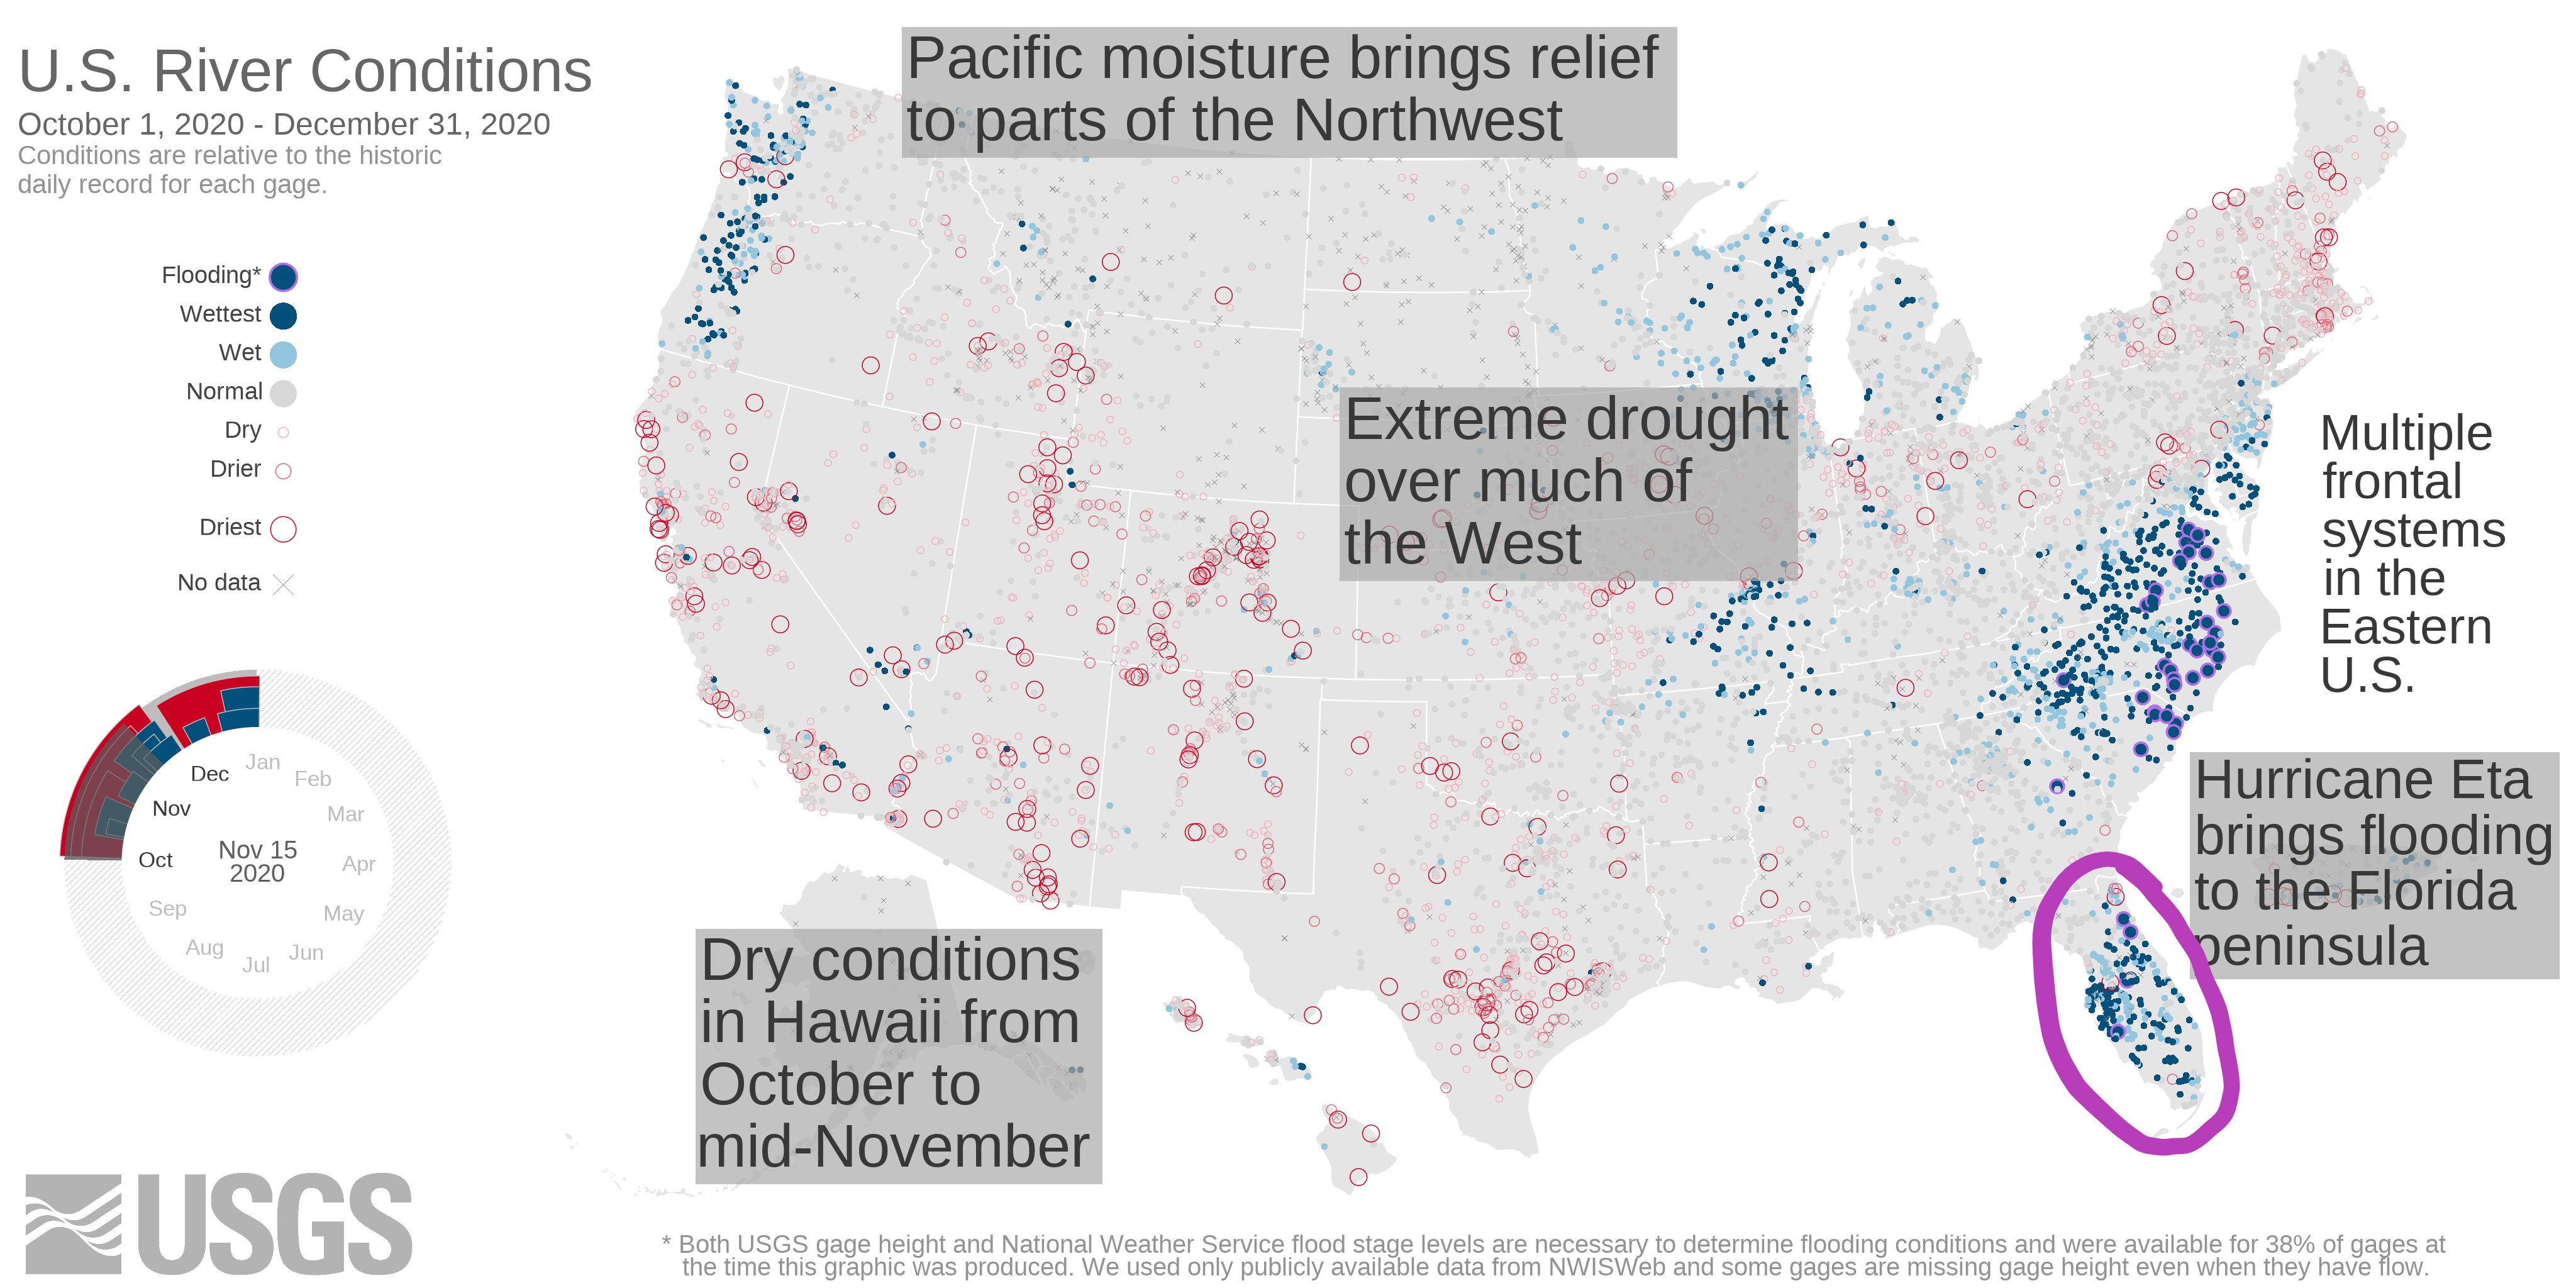 U.S. River Conditions
October 1, 2020 - December 31, 2020
Conditions are relative to the historic
daily record for each gage.
Flooding*
Wettest
Wet
Normal
Dry
Drier
Driest
No data
Jan
Feb
Mar
Apr
May
Jun
Jul
Aug
Sep
Oct
Nov
Dec
Nov 15
2020
USGS
Pacific moisture brings relief
to parts of the Northwest
Extreme drought
over much of
the West
Multiple
frontal
systems
in the
Eastern
U.S.
Hurricane Eta
brings flooding
to the Florida
peninsula
Dry conditions
in Hawaii from
October to
mid-November
* Both USGS gage height and National Weather Service flood stage levels are necessary to determine flooding conditions and were available for 38% of gages at
the time this graphic was produced. We used only publicly available data from NWISWeb and some gages are missing gage height even when they have flow.